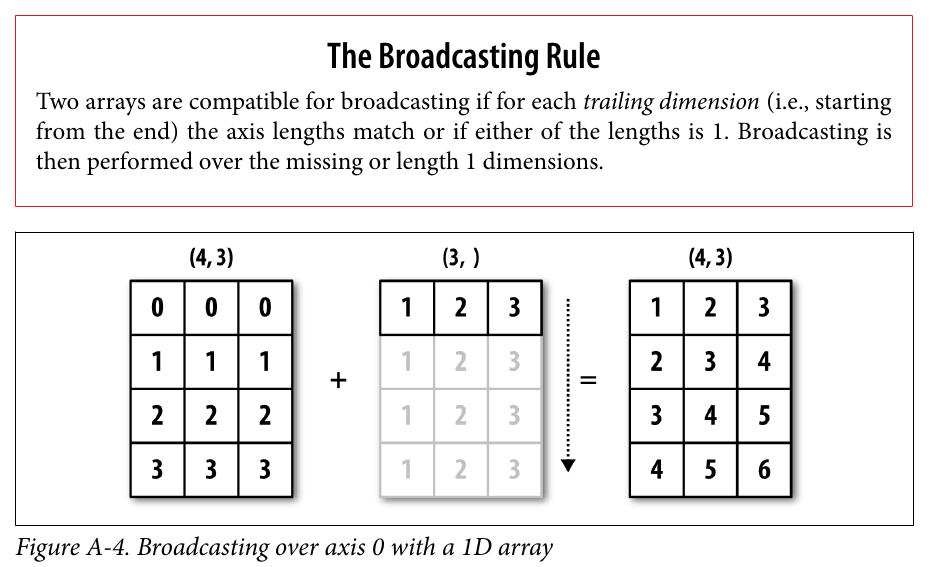 The Broadcasting Rule
Two arrays are compatible for broadcasting if for each trailing dimension (i.e., starting
from the end) the axis lengths match or if either of the lengths is 1. Broadcasting is
then performed over the missing or length 1 dimensions.
(4, 3) (3, ) (4, 3)
0 0 0 1 2 3 1 2 3
1 1 1 1 2 3 2 3 4
+ =
2 2 2 1 2 3 3 4 5
3 3 3 1 2 3 4 5 6
Figure A-4. Broadcasting over axis 0 with a 1D array